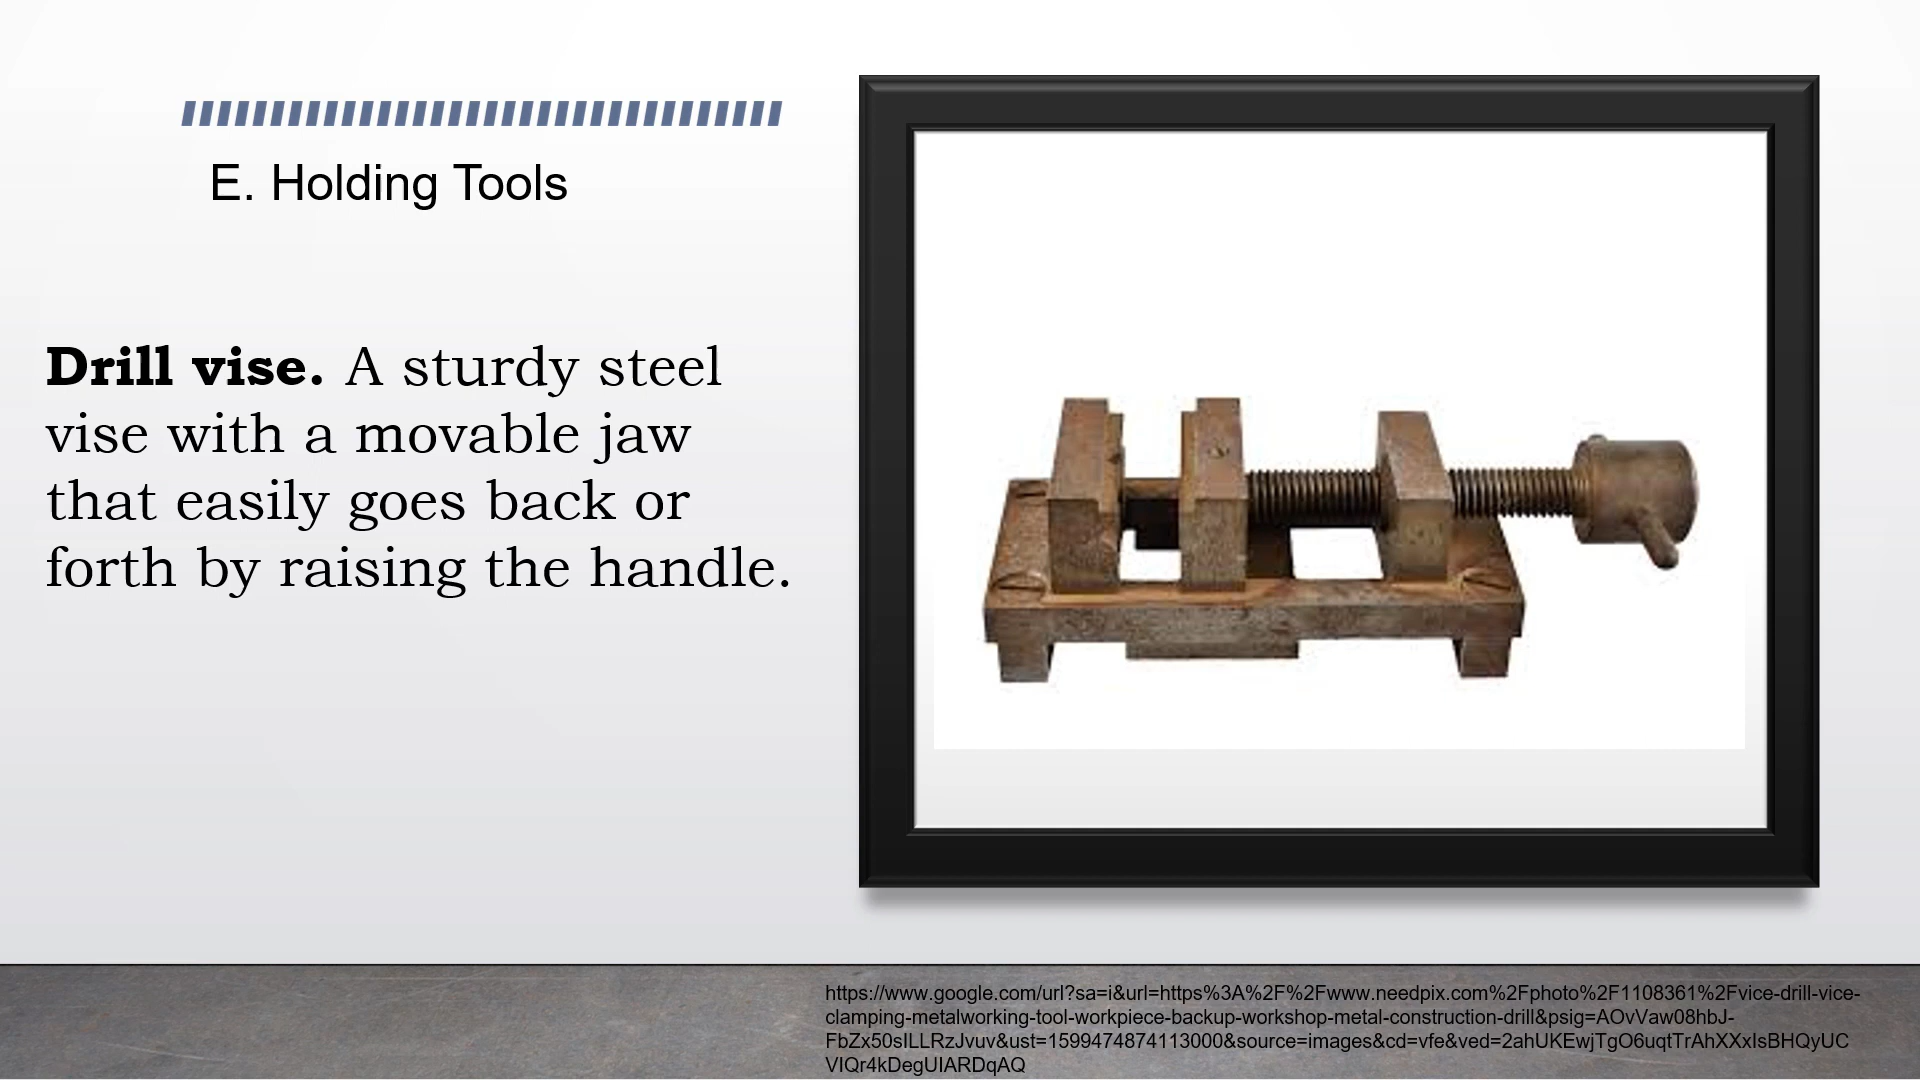 E. Holding Tools
Drill vise. A sturdy steel
vise with a movable jaw
that easily goes back or
forth by raising the handle.
https://www.google.com/url?sa=i&url=https%3A%2F%2Fwww.needpix.com%2Fphoto%2F1108361%2Fvice-drill-vice-
clamping-metalworking-tool-workpiece-backup-workshop-metal-construction-drill&psig=AOvVaw08hbJ-
FbZx50sILLRzJvuv&ust=1599474874113000&source=images&cd=vfe&ved=2ahUKEwjTgO6uqtTrAhXXxIsBHQyUC
VIQr4kDegUIARDqAQ